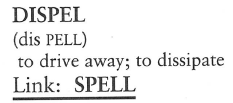 DISPEL
(dis PELL)
to drive away; to dissipate
Link: SPELL